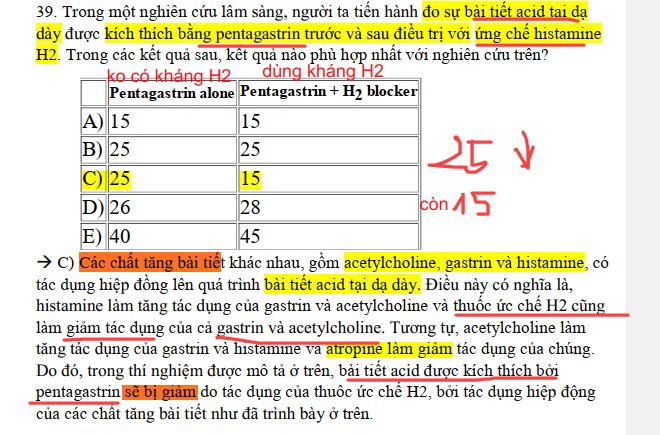 39. Trong một nghiên cứu lâm sàng, người ta tiến hành đo sự bài tiết acid tại dạ
dày được kích thích bằng pentagastrin trước và sau điều trị với ứng chế histamine
H2. Trong các kết quả sau, kết quả nào phù hợp nhất với nghiên cứu trên?
ko có kháng H2 dùng kháng H2
Pentagastrin alone Pentagastrin + H2 blocker
A) 15 15
B) 25 25
25 ↓
C) 25 15
còn 15
D) 26 28
E) 40 45
→ C) Các chất tăng bài tiết khác nhau, gồm acetylcholine, gastrin và histamine, có
tác dụng hiệp đồng lên quá trình bài tiết acid tại dạ dày. Điều này có nghĩa là,
histamine làm tăng tác dụng của gastrin và acetylcholine và thuốc ức chế H2 cũng
làm giảm tác dụng của cả gastrin và acetylcholine. Tương tự, acetylcholine làm
tăng tác dụng của gastrin và histamine và atropine làm giảm tác dụng của chúng.
Do đó, trong thí nghiệm được mô tả ở trên, bài tiết acid được kích thích bởi
pentagastrin sẽ bị giảm do tác dụng của thuôc ức chế H2, bởi tác dụng hiệp động
của các chất tăng bài tiết như đã trình bày ở trên.